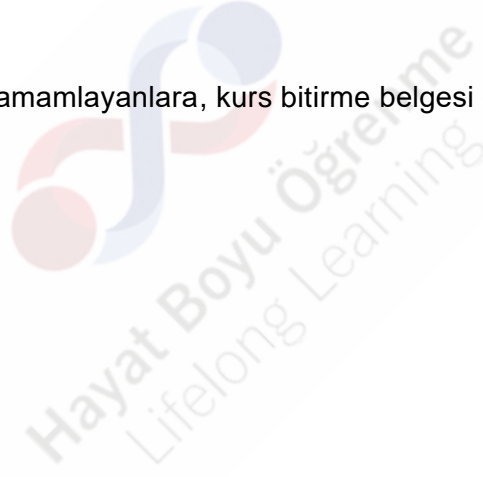 amamlayanlara, kurs bitirme belgesi
Hayat Boyu Öğrenme
Lifelong Learning